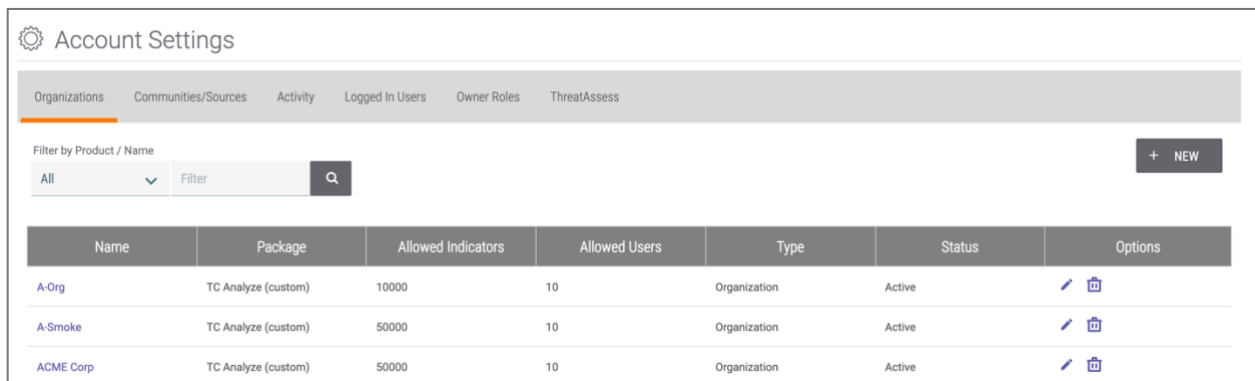 Account Settings
Organizations Communities/Sources Activity Logged In Users Owner Roles ThreatAssess
Filter by Product / Name
All Filter + NEW
Name Package Allowed Indicators Allowed Users Type Status Options
A-Org TC Analyze (custom) 10000 10 Organization Active
A-Smoke TC Analyze (custom) 50000 10 Organization Active
ACME Corp TC Analyze (custom) 50000 10 Organization Active